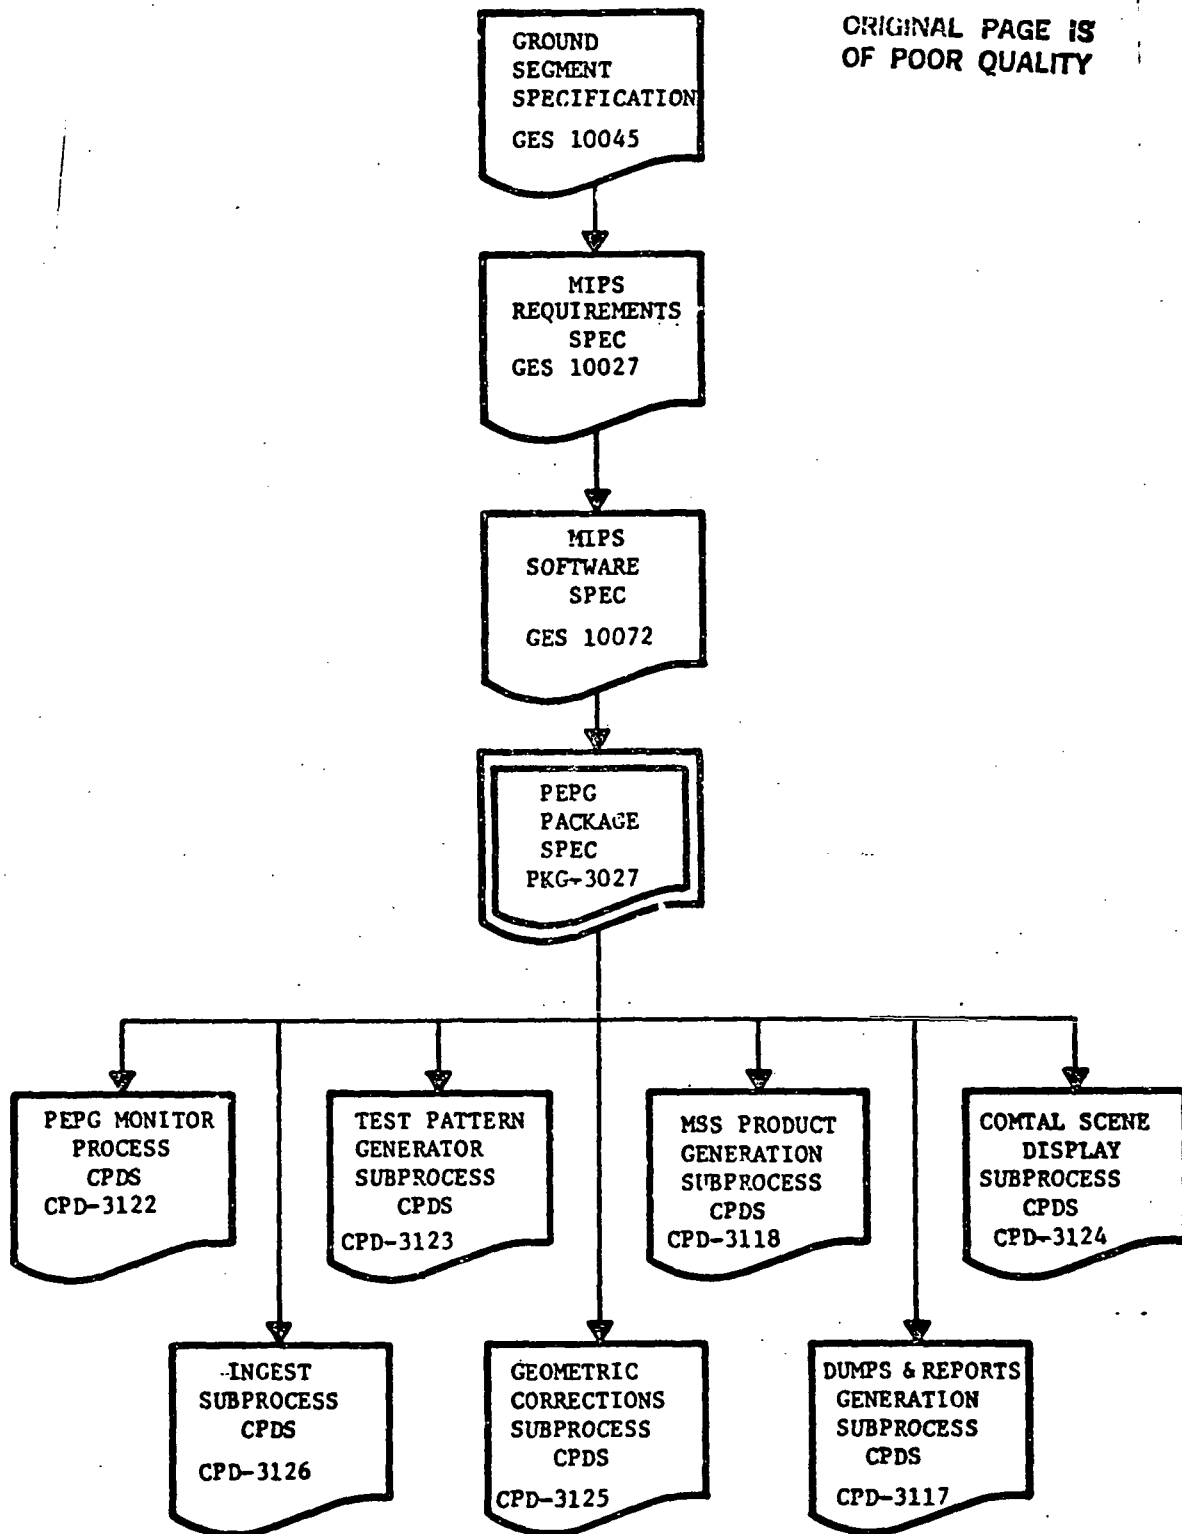 ORIGINAL PAGE IS
OF POOR QUALITY
GROUND
SEGMENT
SPECIFICATION
GES 10045
MIPS
REQUIREMENTS
SPEC
GES 10027
MIPS
SOFTWARE
SPEC
GES 10072
PEPG
PACKAGE
SPEC
PKG-3027
PEPG MONITOR
PROCESS
CPDS
CPD-3122
TEST PATTERN
GENERATOR
SUBPROCESS
CPDS
CPD-3123
MSS PRODUCT
GENERATION
SUBPROCESS
CPDS
CPD-3118
COMTAL SCENE
DISPLAY
SUBPROCESS
CPDS
CPD-3124
INGEST
SUBPROCESS
CPDS
CPD-3126
GEOMETRIC
CORRECTIONS
SUBPROCESS
CPDS
CPD-3125
DUMPS & REPORTS
GENERATION
SUBPROCESS
CPDS
CPD-3117